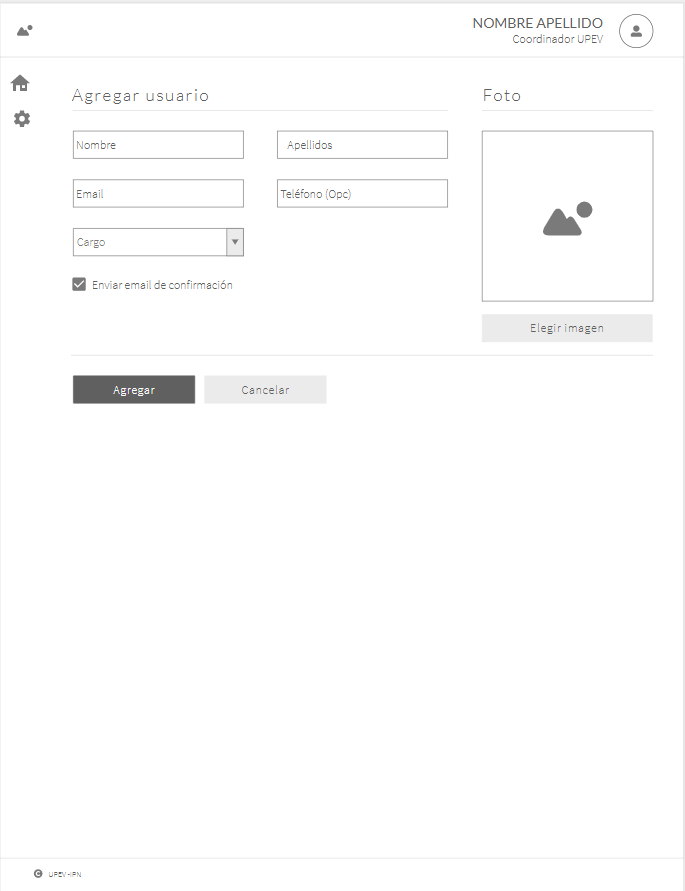 NOMBRE APELLIDO
Coordinador UPEV
Agregar usuario
Foto
Nombre
Apellidos
Email
Teléfono (Opc)
Cargo
Enviar email de confirmación
Elegir imagen
Agregar
Cancelar
UPEV-IPN